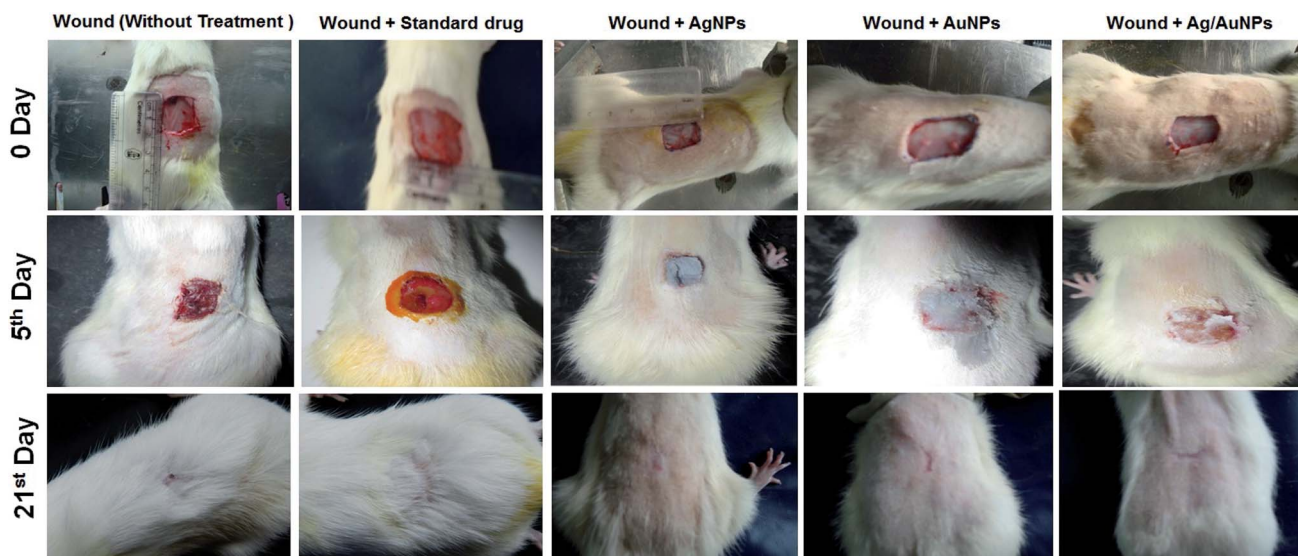 Wound (Without Treatment )
Wound + Standard drug
Wound + AgNPs
Wound + AuNPs
Wound + Ag/AuNPs
0 Day
5th Day
21st Day